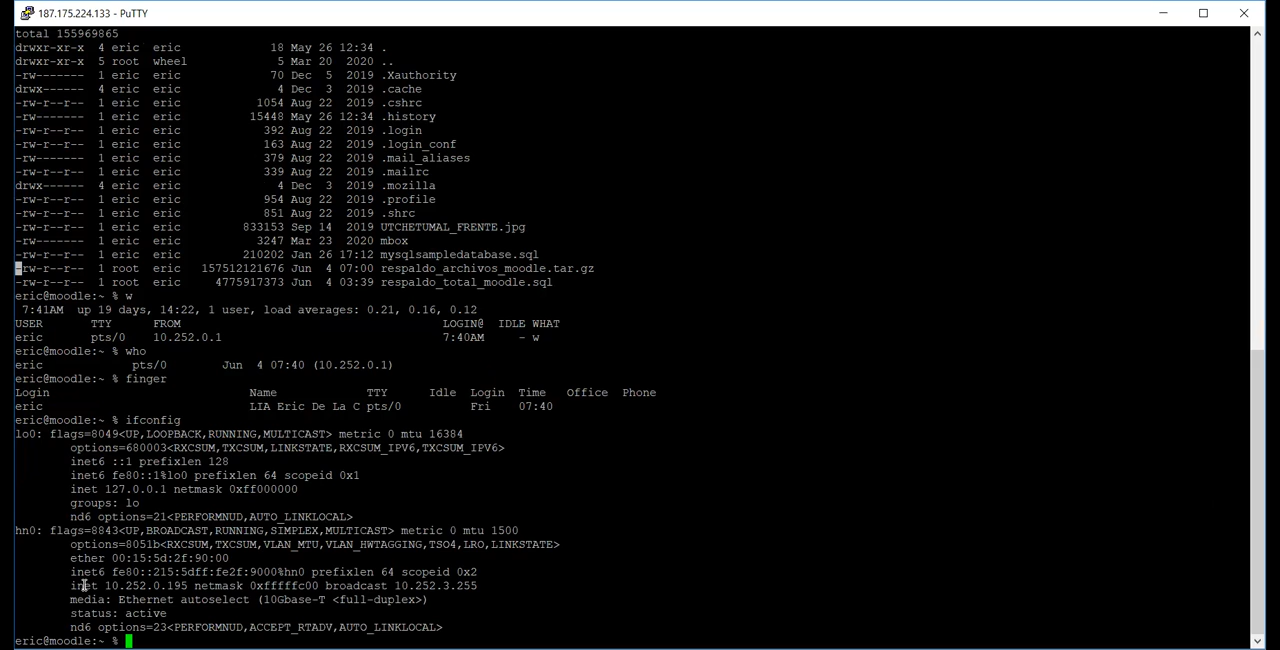 187.175.224.133 - PuTTY
total 155969865
drwxr-xr-x  4 eric  eric            18 May 26 12:34 .
drwxr-xr-x  5 root  wheel            5 Mar 20  2020 ..
-rw-------  1 eric  eric            70 Dec  5  2019 .Xauthority
drwx------  4 eric  eric             4 Dec  3  2019 .cache
-rw-r--r--  1 eric  eric          1054 Aug 22  2019 .cshrc
-rw-r--r--  1 eric  eric         15448 May 26 12:34 .history
-rw-r--r--  1 eric  eric           392 Aug 22  2019 .login
-rw-r--r--  1 eric  eric           163 Aug 22  2019 .login_conf
-rw-------  1 eric  eric           379 Aug 22  2019 .mail_aliases
-rw-r--r--  1 eric  eric           339 Aug 22  2019 .mailrc
drwx------  4 eric  eric             4 Dec  3  2019 .mozilla
-rw-r--r--  1 eric  eric           954 Aug 22  2019 .profile
-rw-r--r--  1 eric  eric           851 Aug 22  2019 .shrc
-rw-r--r--  1 eric  eric        833153 Sep 14  2019 UTCHETUMAL_FRENTE.jpg
-rw-------  1 eric  eric          3247 Mar 23  2020 mbox
-rw-r--r--  1 eric  eric        210202 Jan 26 17:12 mysqlsampledatabase.sql
-rw-r--r--  1 root  eric  157512121676 Jun  4 07:00 respaldo_archivos_moodle.tar.gz
-rw-r--r--  1 root  eric    4775917373 Jun  4 03:39 respaldo_total_moodle.sql
eric@moodle:~ % w
 7:41AM  up 19 days, 14:22, 1 user, load averages: 0.21, 0.16, 0.12
USER       TTY      FROM                                      LOGIN@  IDLE WHAT
eric       pts/0    10.252.0.1                                7:40AM     - w
eric@moodle:~ % who
eric             pts/0        Jun  4 07:40 (10.252.0.1)
eric@moodle:~ % finger
Login                             Name             TTY      Idle  Login  Time   Office   Phone
eric                              LIA Eric De La C pts/0          Fri    07:40
eric@moodle:~ % ifconfig
lo0: flags=8049<UP,LOOPBACK,RUNNING,MULTICAST> metric 0 mtu 16384
        options=680003<RXCSUM,TXCSUM,LINKSTATE,RXCSUM_IPV6,TXCSUM_IPV6>
        inet6 ::1 prefixlen 128
        inet6 fe80::1%lo0 prefixlen 64 scopeid 0x1
        inet 127.0.0.1 netmask 0xff000000
        groups: lo
        nd6 options=21<PERFORMNUD,AUTO_LINKLOCAL>
hn0: flags=8843<UP,BROADCAST,RUNNING,SIMPLEX,MULTICAST> metric 0 mtu 1500
        options=8051b<RXCSUM,TXCSUM,VLAN_MTU,VLAN_HWTAGGING,TSO4,LRO,LINKSTATE>
        ether 00:15:5d:2f:90:00
        inet6 fe80::215:5dff:fe2f:9000%hn0 prefixlen 64 scopeid 0x2
        inet 10.252.0.195 netmask 0xfffffc00 broadcast 10.252.3.255
        media: Ethernet autoselect (10Gbase-T <full-duplex>)
        status: active
        nd6 options=23<PERFORMNUD,ACCEPT_RTADV,AUTO_LINKLOCAL>
eric@moodle:~ %